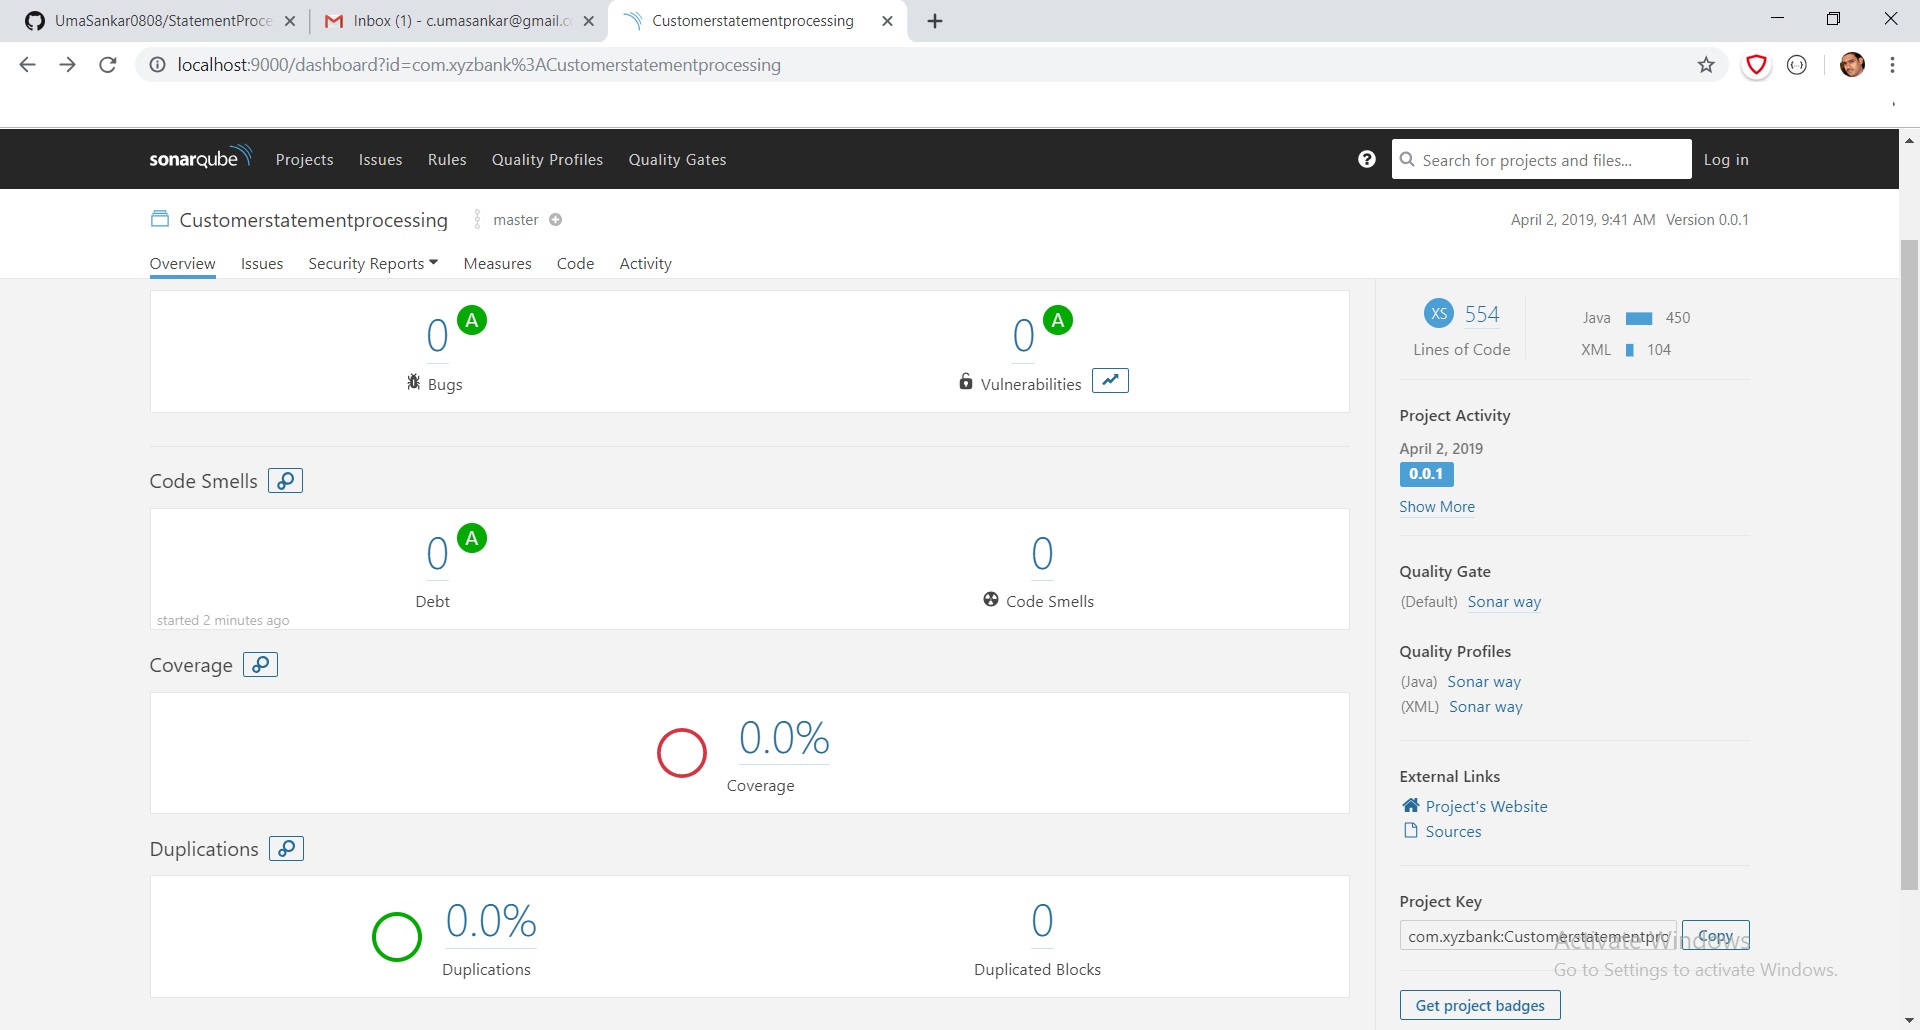 UmaSankar0808/StatementProce
Inbox (1) - c.umasankar@gmail.c
Customerstatementprocessing
localhost:9000/dashboard?id=com.xyzbank%3ACustomerstatementprocessing
sonarqube Projects Issues Rules Quality Profiles Quality Gates
Search for projects and files... Log in
Customerstatementprocessing master
April 2, 2019, 9:41 AM Version 0.0.1
Overview Issues Security Reports Measures Code Activity
0 A
Bugs
0 A
Vulnerabilities
Code Smells
0 A
Debt
0
Code Smells
started 2 minutes ago
Coverage
0.0%
Coverage
Duplications
0.0%
Duplications
0
Duplicated Blocks
XS 554
Lines of Code
Java 450
XML 104
Project Activity
April 2, 2019
0.0.1
Show More
Quality Gate
(Default) Sonar way
Quality Profiles
(Java) Sonar way
(XML) Sonar way
External Links
Project's Website
Sources
Project Key
com.xyzbank:Customerstatementpro Copy
Activate Windows
Go to Settings to activate Windows.
Get project badges